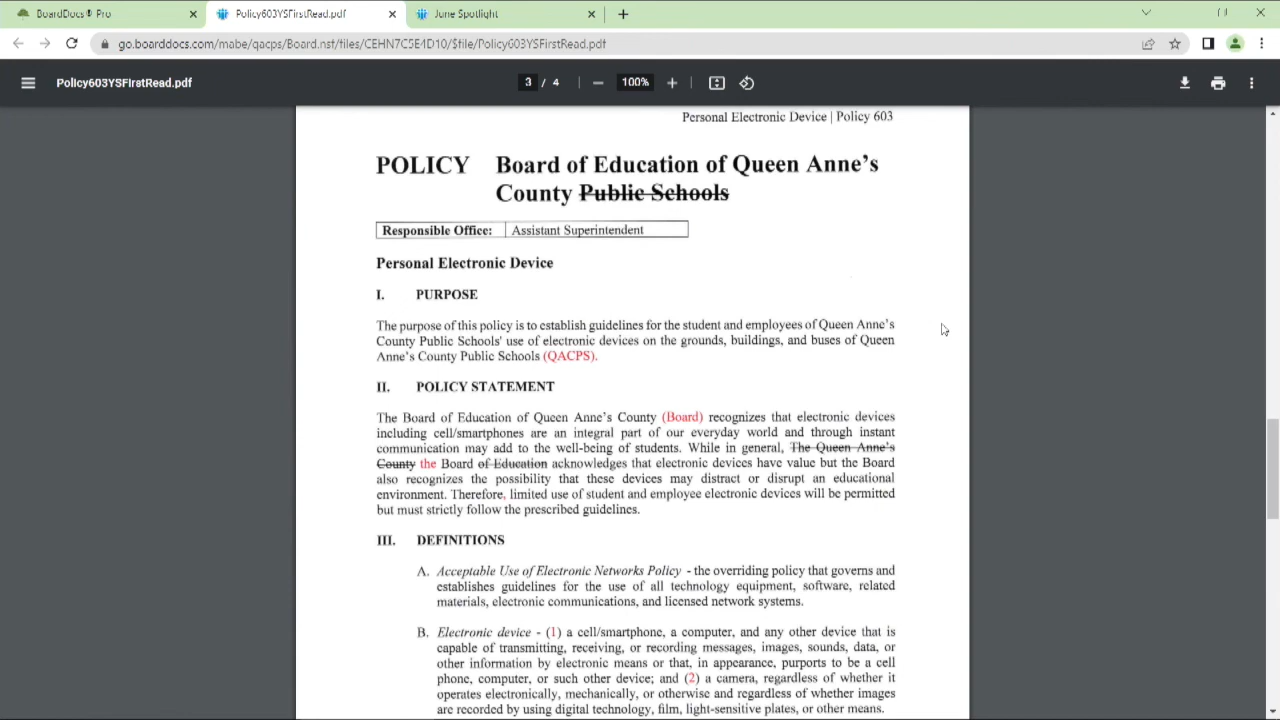 BoardDocs® Pro
Policy603YSFirstRead.pdf
June Spotlight
go.boarddocs.com/mabe/qacps/Board.nsf/files/CEHN7C5E4D10/$file/Policy603YSFirstRead.pdf
Policy603YSFirstRead.pdf
3 / 4
100%
Personal Electronic Device | Policy 603
POLICY Board of Education of Queen Anne's
County Public Schools
Responsible Office: Assistant Superintendent
Personal Electronic Device
I. PURPOSE
The purpose of this policy is to establish guidelines for the student and employees of Queen Anne's
County Public Schools' use of electronic devices on the grounds, buildings, and buses of Queen
Anne's County Public Schools (QACPS).
II. POLICY STATEMENT
The Board of Education of Queen Anne's County (Board) recognizes that electronic devices
including cell/smartphones are an integral part of our everyday world and through instant
communication may add to the well-being of students. While in general, The Queen Anne's
County the Board of Education acknowledges that electronic devices have value but the Board
also recognizes the possibility that these devices may distract or disrupt an educational
environment. Therefore, limited use of student and employee electronic devices will be permitted
but must strictly follow the prescribed guidelines.
III. DEFINITIONS
A. Acceptable Use of Electronic Networks Policy - the overriding policy that governs and
establishes guidelines for the use of all technology equipment, software, related
materials, electronic communications, and licensed network systems.
B. Electronic device - (1) a cell/smartphone, a computer, and any other device that is
capable of transmitting, receiving, or recording messages, images, sounds, data, or
other information by electronic means or that, in appearance, purports to be a cell
phone, computer, or such other device; and (2) a camera, regardless of whether it
operates electronically, mechanically, or otherwise and regardless of whether images
are recorded by using digital technology, film, light-sensitive plates, or other means.